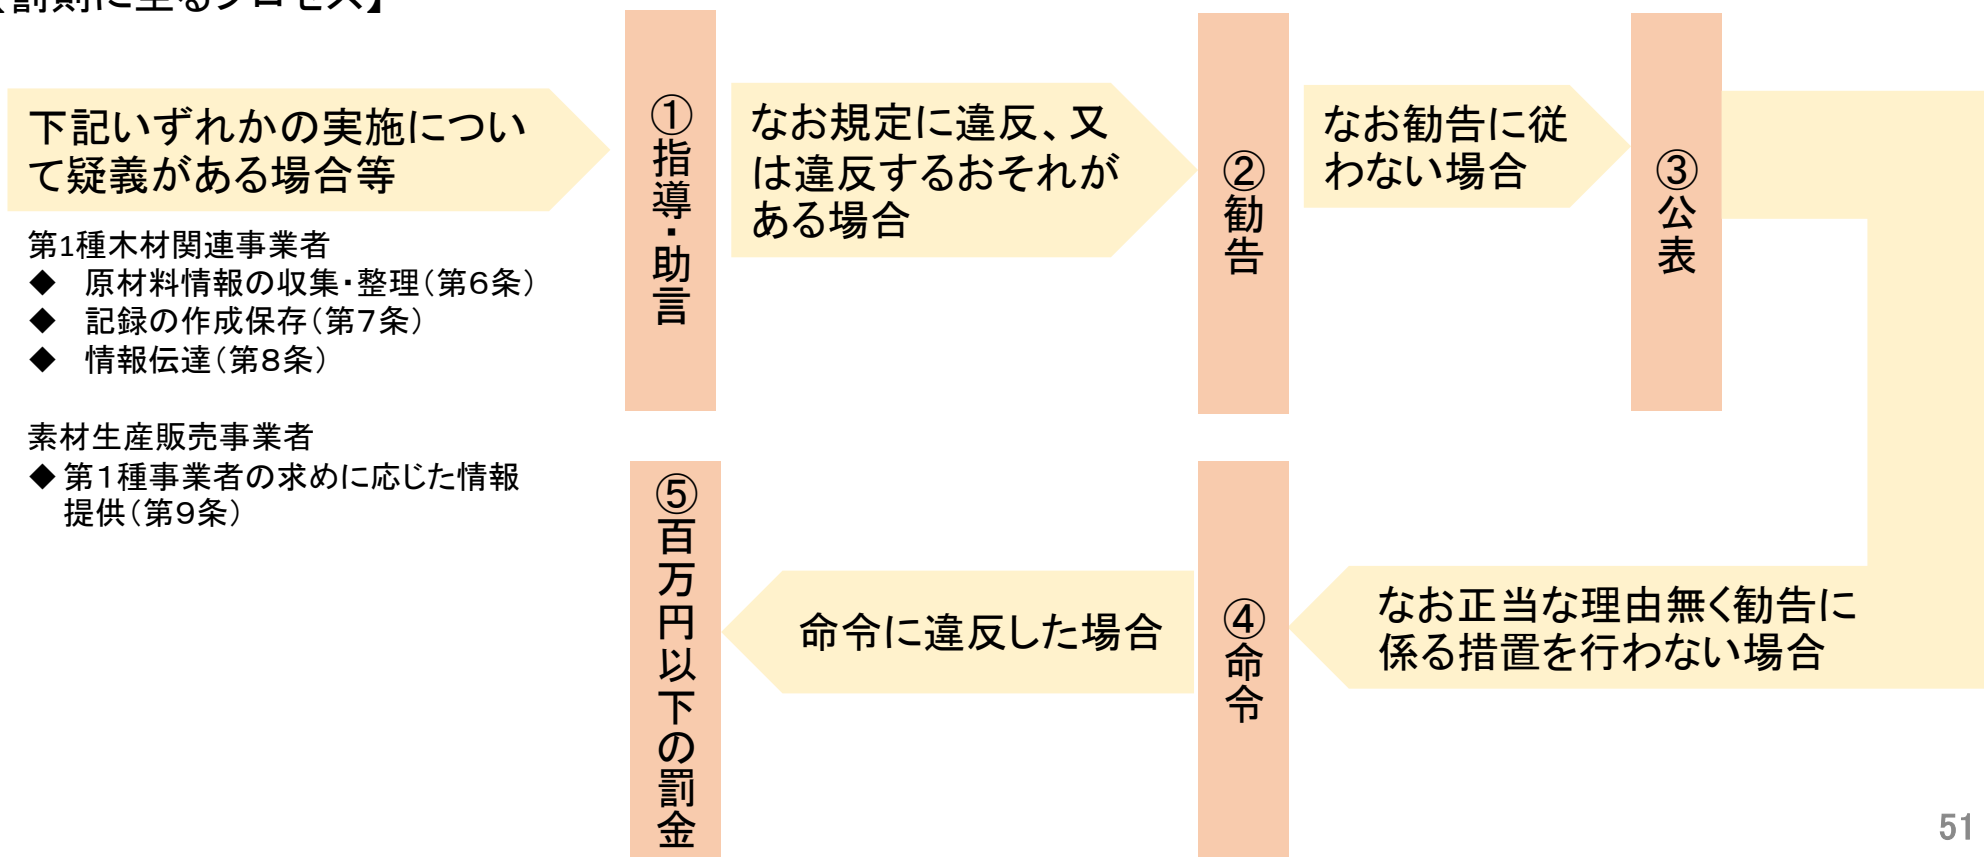 【罰則に至るプロセス】
下記いずれかの実施につい
て疑義がある場合等
第1種木材関連事業者
◆ 原材料情報の収集・整理（第６条）
◆ 記録の作成保存（第７条）
◆ 情報伝達（第８条）
素材生産販売事業者
◆ 第１種事業者の求めに応じた情報
提供（第９条）
①指導・助言
なお規定に違反、又
は違反するおそれが
ある場合
②勧告
なお勧告に従
わない場合
③公表
なお正当な理由無く勧告に
係る措置を行わない場合
④命令
命令に違反した場合
⑤百万円以下の罰金
51